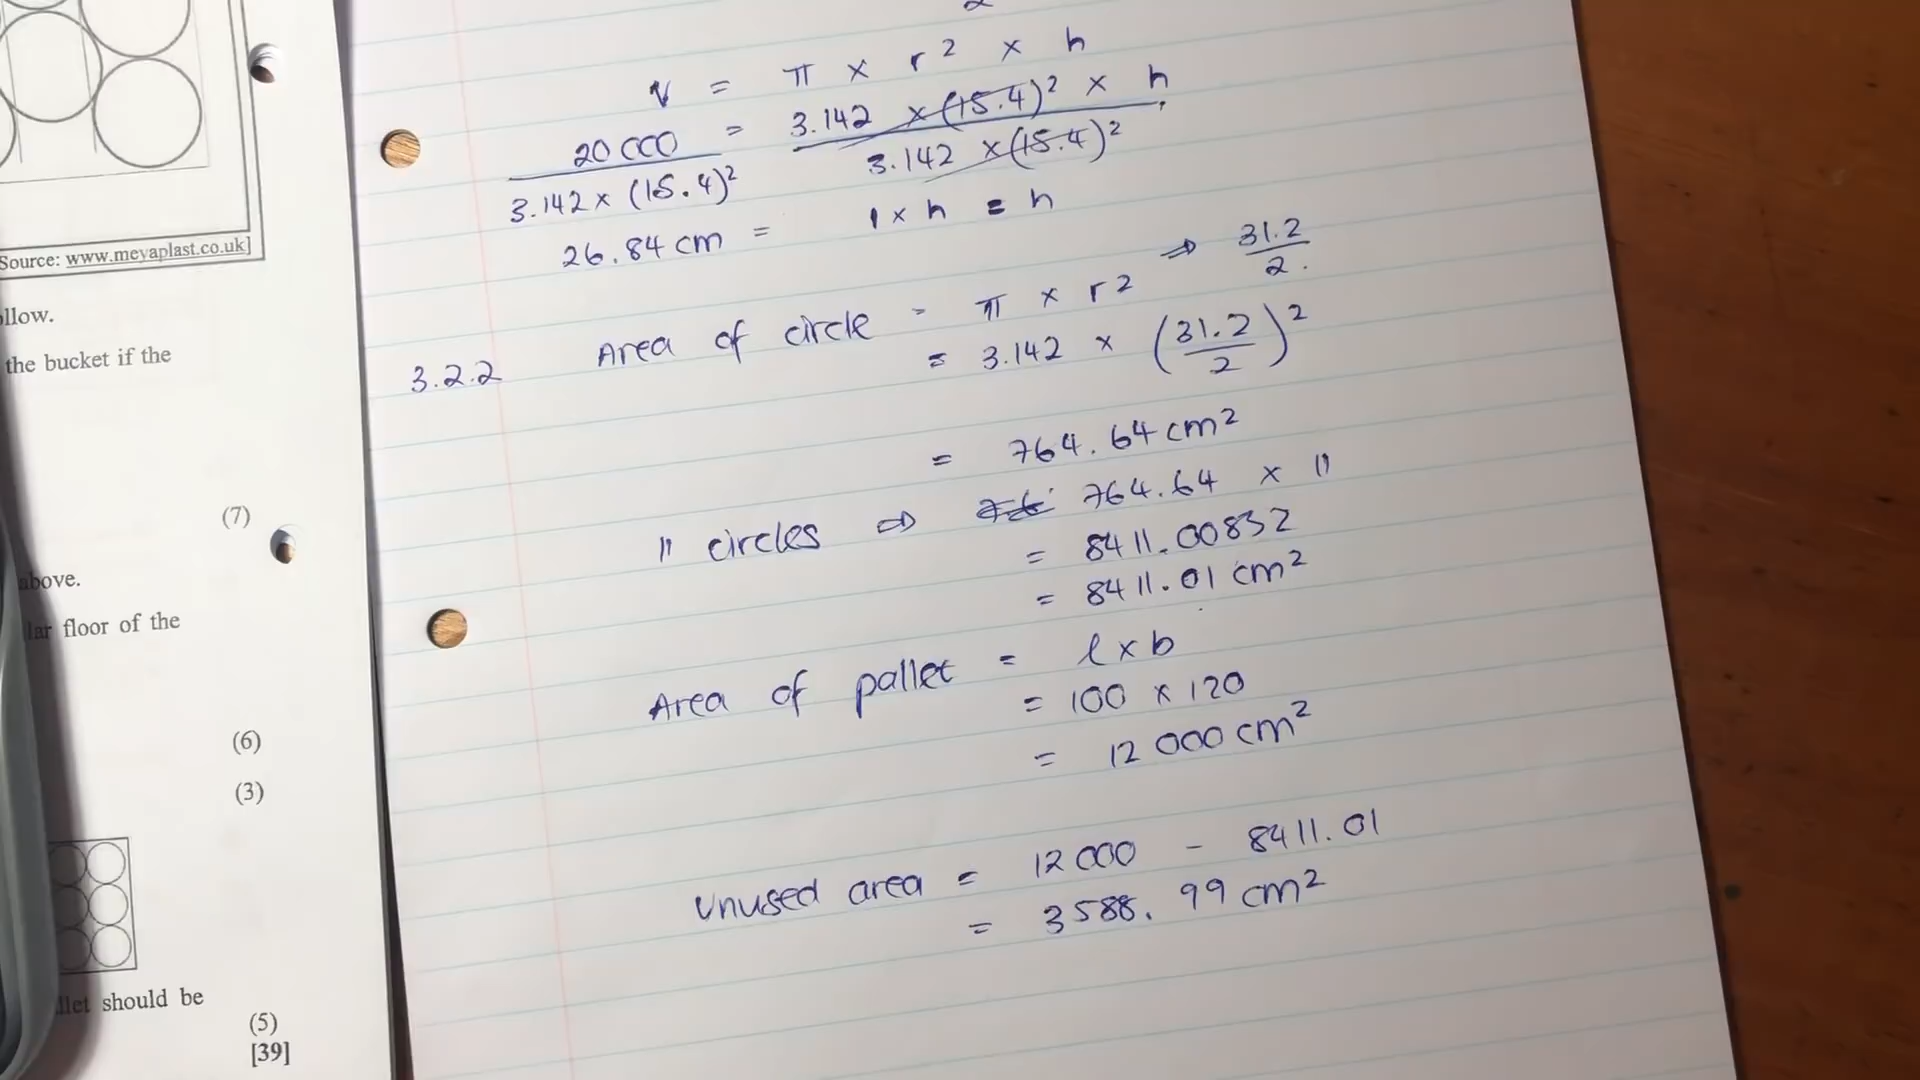 Source: www.meyaplast.co.uk]
llow.
the bucket if the
(7)
above.
lar floor of the
(6)
(3)
llet should be
(5)
[39]
2
V = π × r² × h
20 000 / 3.142 × (15.4)² = 3.142 × (15.4)² × h / 3.142 × (15.4)²
26.84 cm = 1 × h = h
3.2.2 Area of circle = π × r² ⇒ 31.2/2.
= 3.142 × (31.2/2)²
= 764.64 cm²
11 circles ⇒ 764.64 × 11
= 8411.00832
= 8411.01 cm²
Area of pallet = l × b
= 100 × 120
= 12 000 cm²
Unused area = 12 000 - 8411.01
= 3588.99 cm²